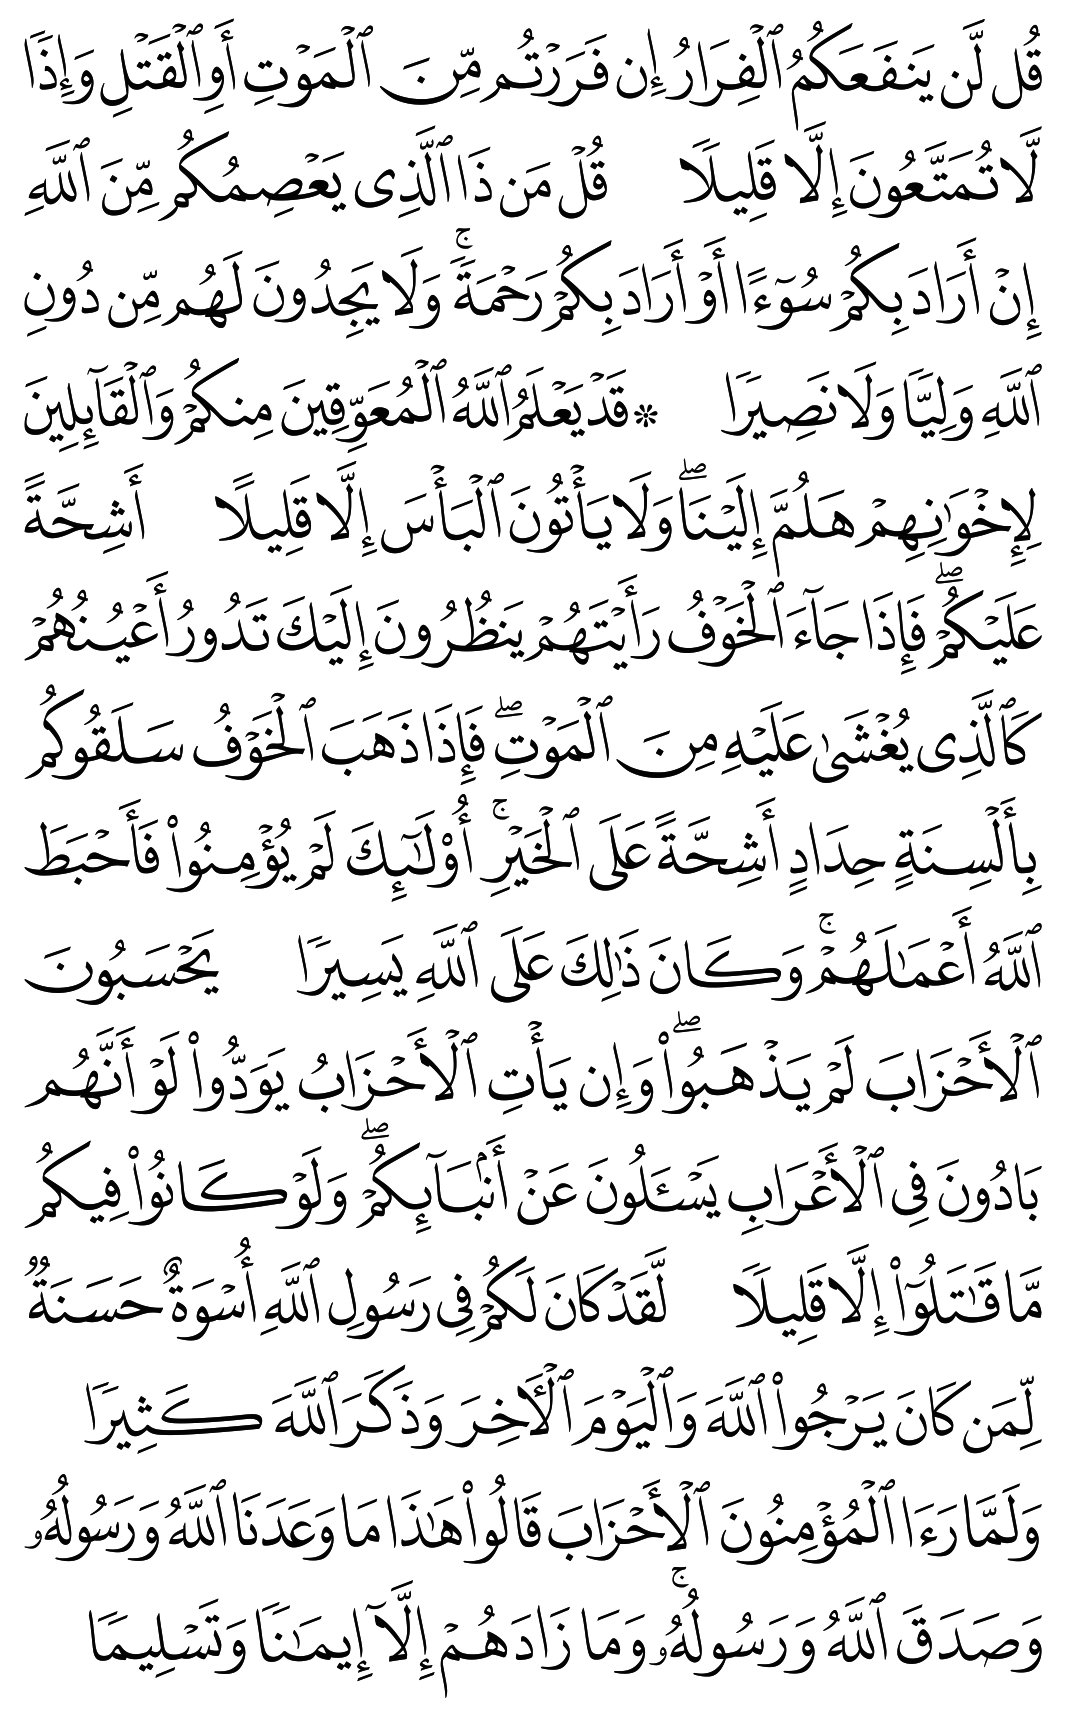 قُل لَّن يَنفَعَكُمُ ٱلْفِرَارُ إِن فَرَرْتُم مِّنَ ٱلْمَوْتِ أَوِ ٱلْقَتْلِ وَإِذًا
لَّا تُمَتَّعُونَ إِلَّا قَلِيلًا قُلْ مَن ذَا ٱلَّذِى يَعْصِمُكُم مِّنَ ٱللَّهِ
إِنْ أَرَادَ بِكُمْ سُوٓءًا أَوْ أَرَادَ بِكُمْ رَحْمَةً ۚ وَلَا يَجِدُونَ لَهُم مِّن دُونِ
ٱللَّهِ وَلِيًّا وَلَا نَصِيرًا * قَدْ يَعْلَمُ ٱللَّهُ ٱلْمُعَوِّقِينَ مِنكُمْ وَٱلْقَآئِلِينَ
لِإِخْوَٰنِهِمْ هَلُمَّ إِلَيْنَا ۖ وَلَا يَأْتُونَ ٱلْبَأْسَ إِلَّا قَلِيلًا أَشِحَّةً
عَلَيْكُمْ ۖ فَإِذَا جَآءَ ٱلْخَوْفُ رَأَيْتَهُمْ يَنظُرُونَ إِلَيْكَ تَدُورُ أَعْيُنُهُمْ
كَٱلَّذِى يُغْشَىٰ عَلَيْهِ مِنَ ٱلْمَوْتِ ۖ فَإِذَا ذَهَبَ ٱلْخَوْفُ سَلَقُوكُم
بِأَلْسِنَةٍ حِدَادٍ أَشِحَّةً عَلَى ٱلْخَيْرِ ۚ أُو۟لَٰٓئِكَ لَمْ يُؤْمِنُوا۟ فَأَحْبَطَ
ٱللَّهُ أَعْمَٰلَهُمْ ۚ وَكَانَ ذَٰلِكَ عَلَى ٱللَّهِ يَسِيرًا يَحْسَبُونَ
ٱلْأَحْزَابَ لَمْ يَذْهَبُوا۟ ۖ وَإِن يَأْتِ ٱلْأَحْزَابُ يَوَدُّوا۟ لَوْ أَنَّهُم
بَادُونَ فِى ٱلْأَعْرَابِ يَسْـَٔلُونَ عَنْ أَنۢبَآئِكُمْ ۖ وَلَوْ كَانُوا۟ فِيكُم
مَّا قَٰتَلُوٓا۟ إِلَّا قَلِيلًا لَّقَدْ كَانَ لَكُمْ فِى رَسُولِ ٱللَّهِ أُسْوَةٌ حَسَنَةٌ
لِّمَن كَانَ يَرْجُوا۟ ٱللَّهَ وَٱلْيَوْمَ ٱلْـَٔاخِرَ وَذَكَرَ ٱللَّهَ كَثِيرًا
وَلَمَّا رَءَا ٱلْمُؤْمِنُونَ ٱلْأَحْزَابَ قَالُوا۟ هَٰذَا مَا وَعَدَنَا ٱللَّهُ وَرَسُولُهُۥ
وَصَدَقَ ٱللَّهُ وَرَسُولُهُۥ ۚ وَمَا زَادَهُمْ إِلَّآ إِيمَٰنًا وَتَسْلِيمًا